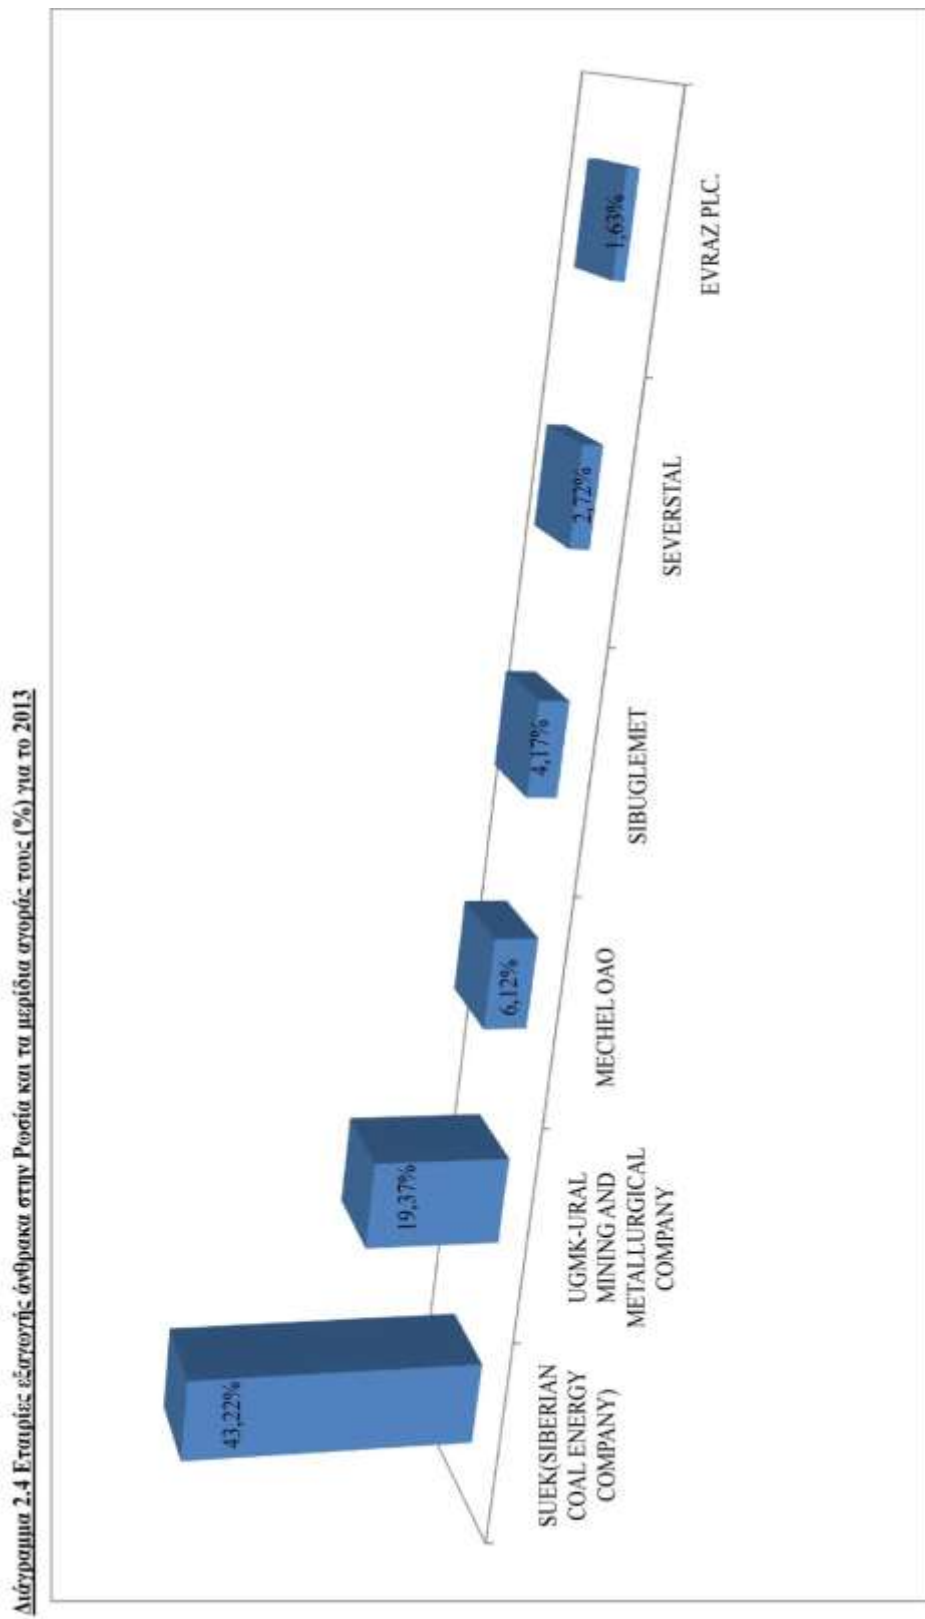 Διάγραμμα 2.4 Εταιρίες εξαγωγής άνθρακα στην Ρωσία και τα μερίδια αγοράς τους (%) για το 2013
43,22%
19,37%
6,12%
4,17%
2,72%
1,63%
SUEK(SIBERIAN
COAL ENERGY
COMPANY)
UGMK-URAL
MINING AND
METALLURGICAL
COMPANY
MECHEL OAO
SIBUGLEMET
SEVERSTAL
EVRAZ PLC.